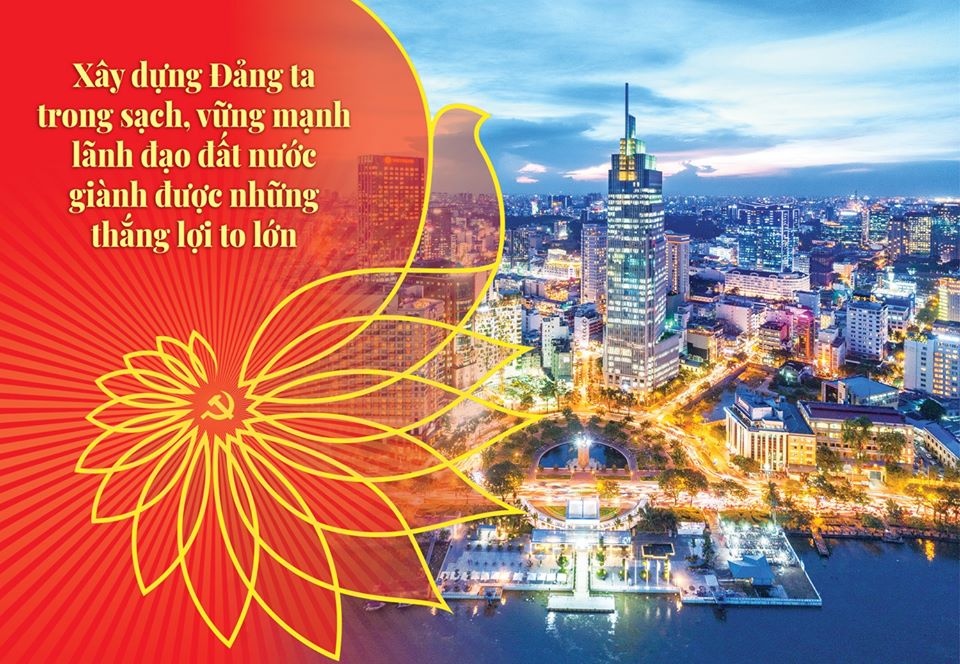 Xây dựng Đảng ta
trong sạch, vững mạnh
lãnh đạo đất nước
giành được những
thắng lợi to lớn